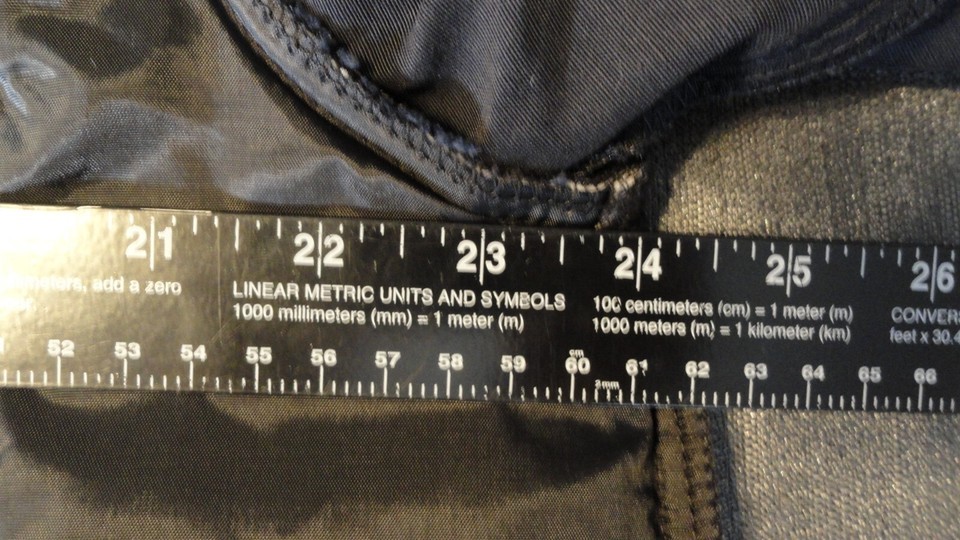 21 22 23 24 25 26
add a zero
LINEAR METRIC UNITS AND SYMBOLS
1000 millimeters (mm) = 1 meter (m)
100 centimeters (cm) = 1 meter (m)
1000 meters (m) = 1 kilometer (km)
feet x 30.4
cm
52 53 54 55 56 57 58 59 60 61 62 63 64 65 66
2mm